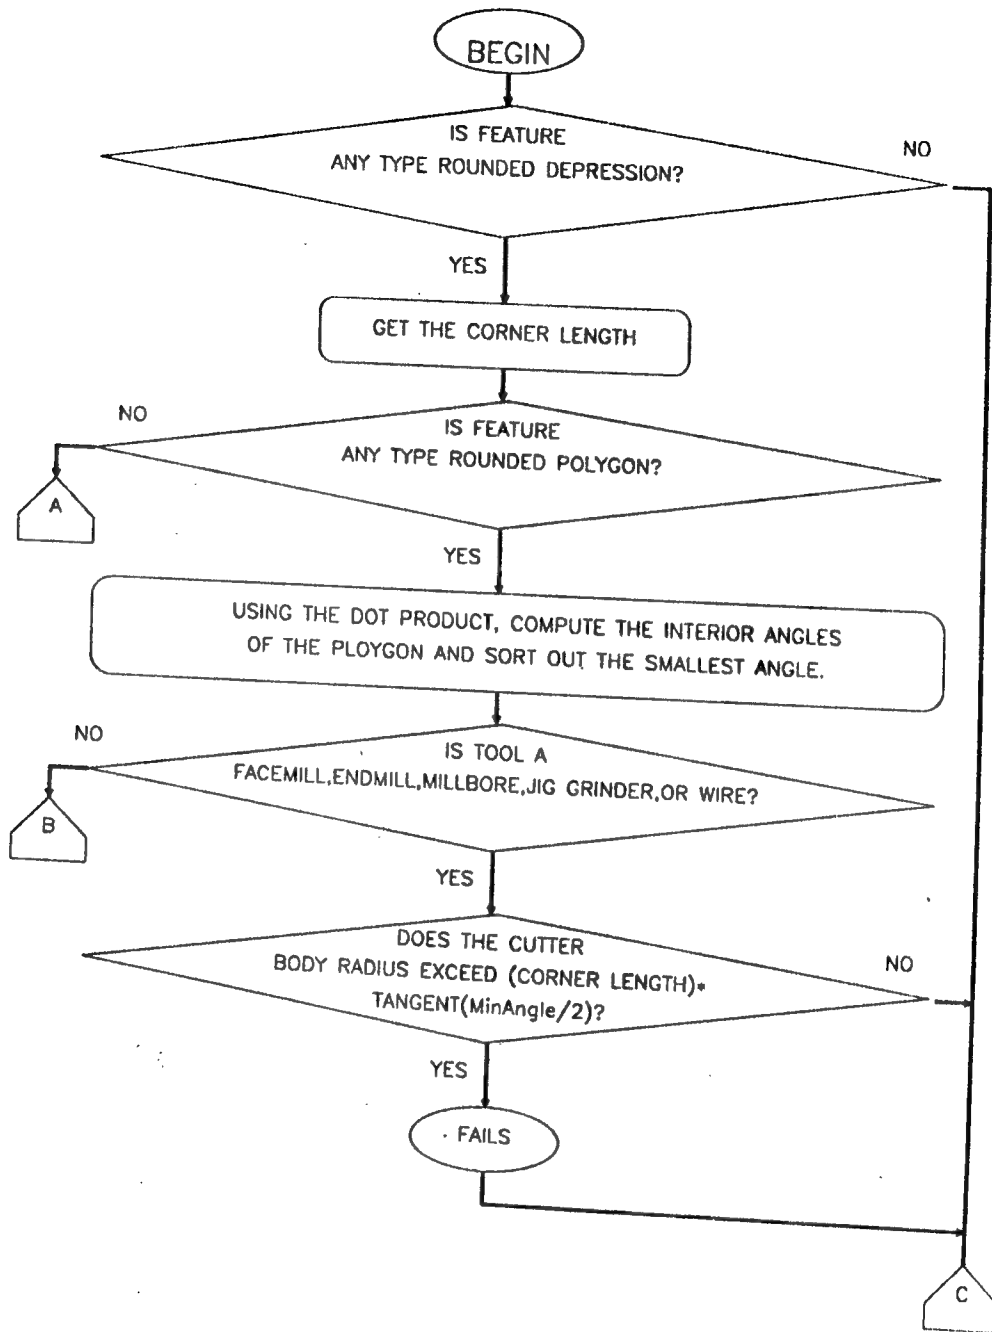 BEGIN
IS FEATURE
ANY TYPE ROUNDED DEPRESSION?
NO
YES
GET THE CORNER LENGTH
NO
IS FEATURE
ANY TYPE ROUNDED POLYGON?
A
YES
USING THE DOT PRODUCT, COMPUTE THE INTERIOR ANGLES
OF THE PLOYGON AND SORT OUT THE SMALLEST ANGLE.
NO
IS TOOL A
FACEMILL,ENDMILL,MILLBORE,JIG GRINDER,OR WIRE?
B
YES
DOES THE CUTTER
BODY RADIUS EXCEED (CORNER LENGTH)*
TANGENT(MinAngle/2)?
NO
YES
FAILS
C